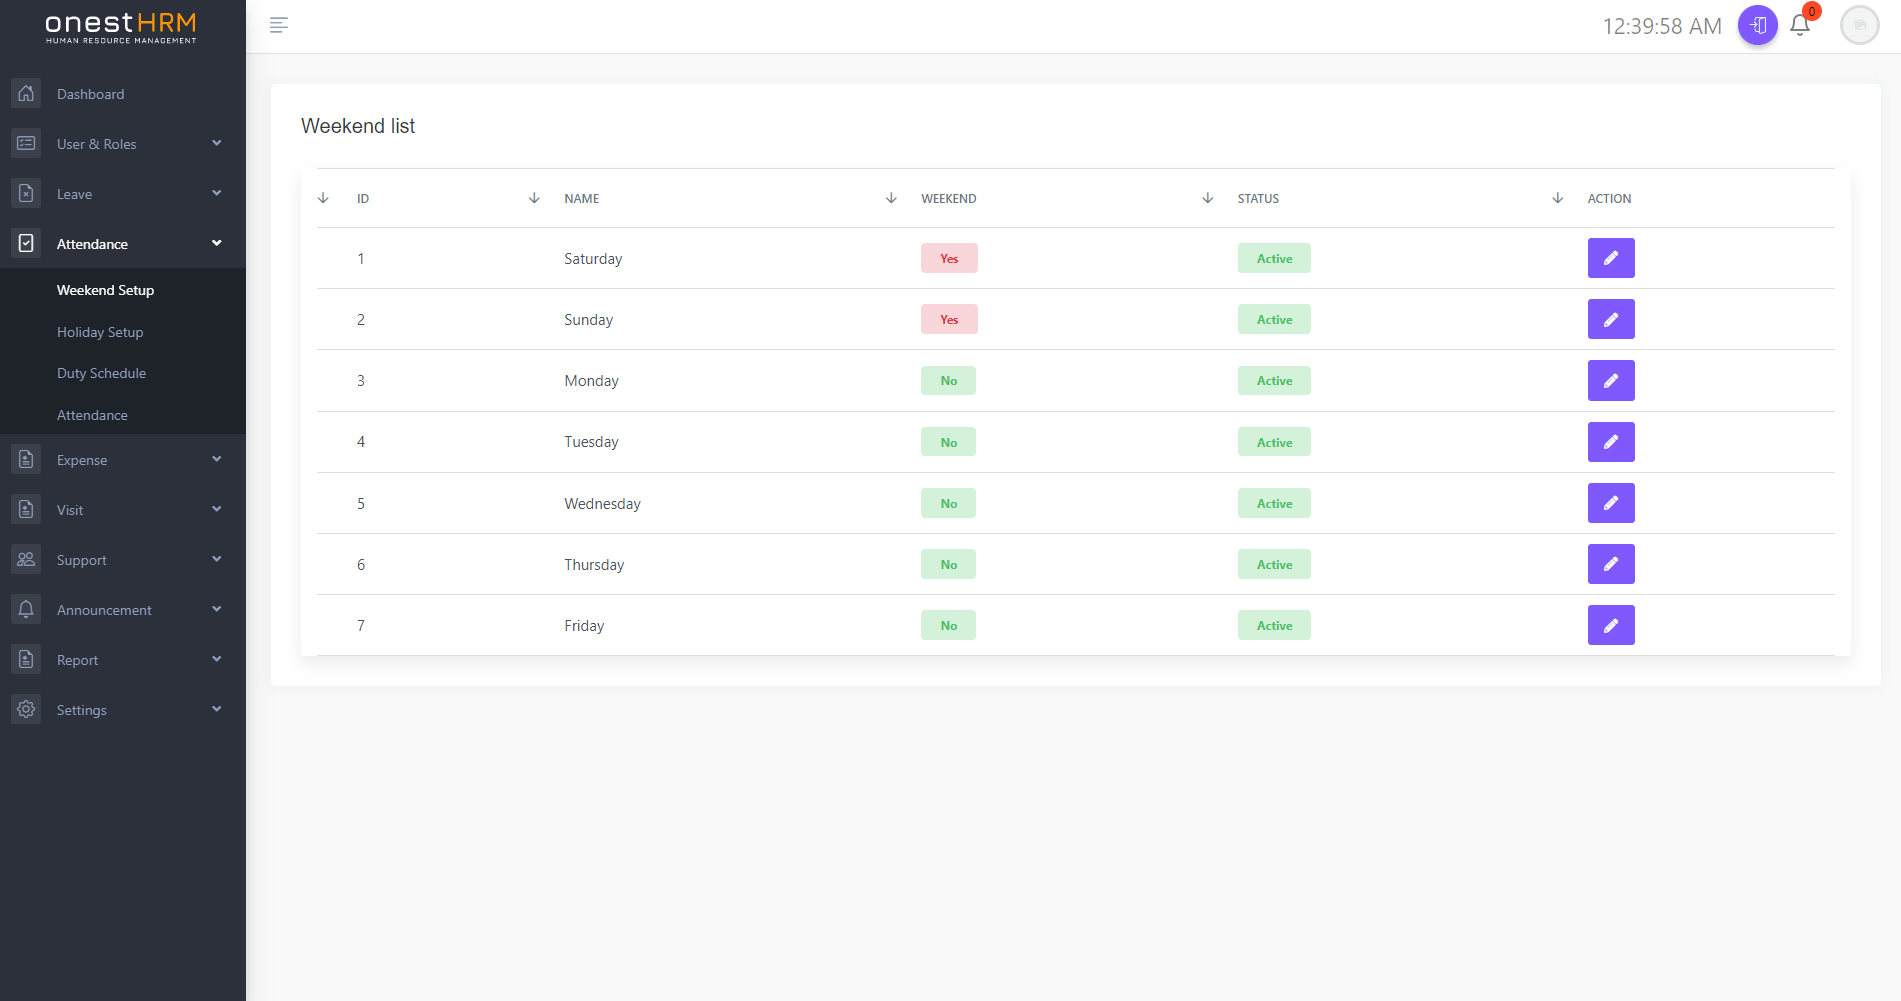 onestHRM
HUMAN RESOURCE MANAGEMENT
12:39:58 AM
0
Dashboard
User & Roles
Leave
Attendance
Weekend Setup
Holiday Setup
Duty Schedule
Attendance
Expense
Visit
Support
Announcement
Report
Settings
Weekend list
ID NAME WEEKEND STATUS ACTION
1 Saturday Yes Active
2 Sunday Yes Active
3 Monday No Active
4 Tuesday No Active
5 Wednesday No Active
6 Thursday No Active
7 Friday No Active